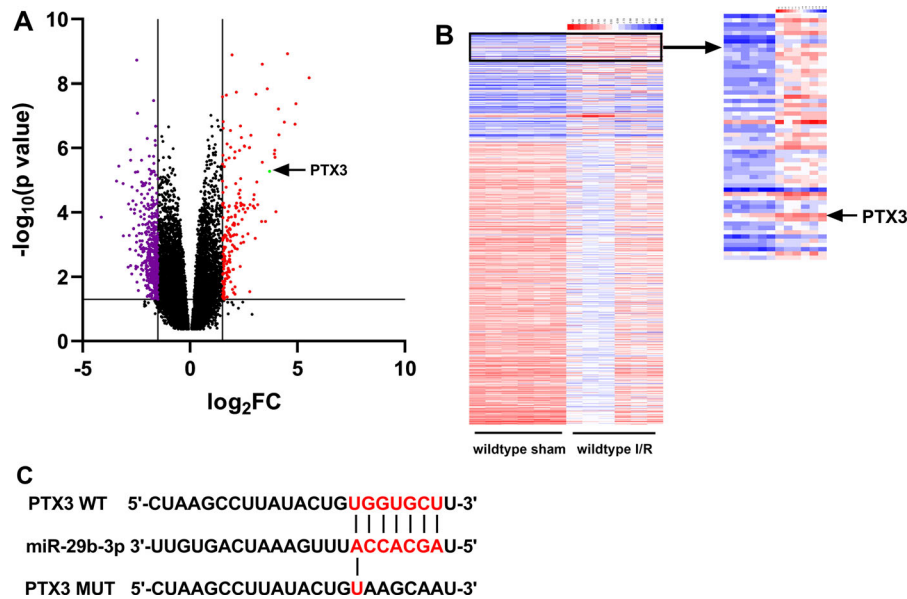 A
-log10(p value)
10
8
6
4
2
0
-5
0
5
10
log2FC
PTX3
B
wildtype sham
wildtype I/R
PTX3
C
PTX3 WT 5'-CUAAGCCUUAUACUGUGGUGCUU-3'
miR-29b-3p 3'-UUGUGACUAAAGUUUACCACGAU-5'
PTX3 MUT 5'-CUAAGCCUUAUACUGUAAGCAAU-3'